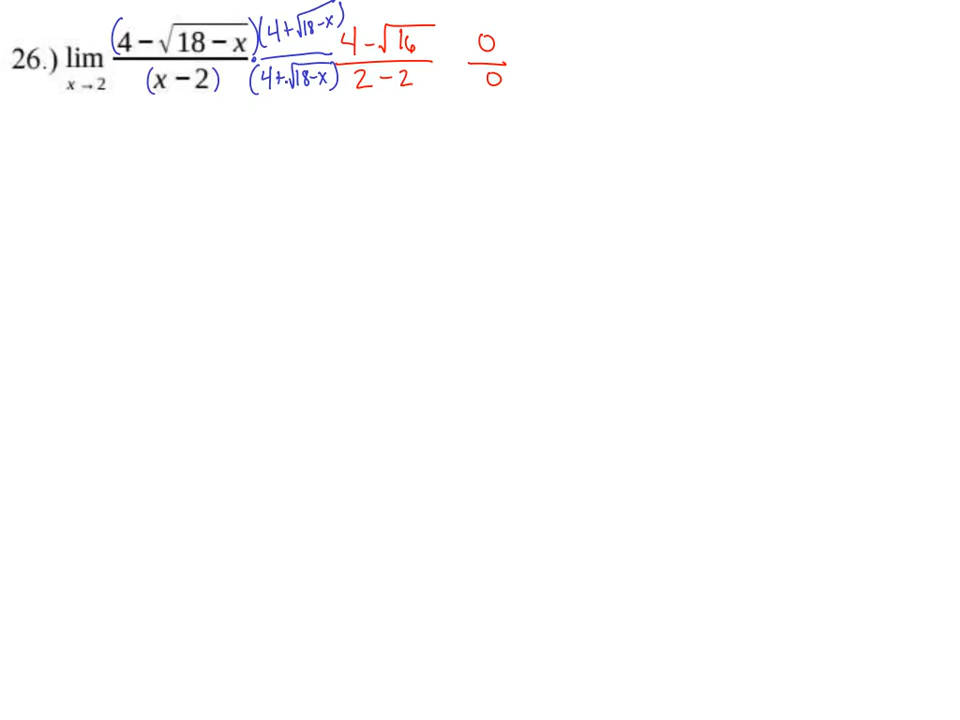 26.) lim x→2 (4 − √18 − x)/(x − 2) · (4 + √18 − x)/(4 + √18 − x) 4 − √16/2 − 2 0/0